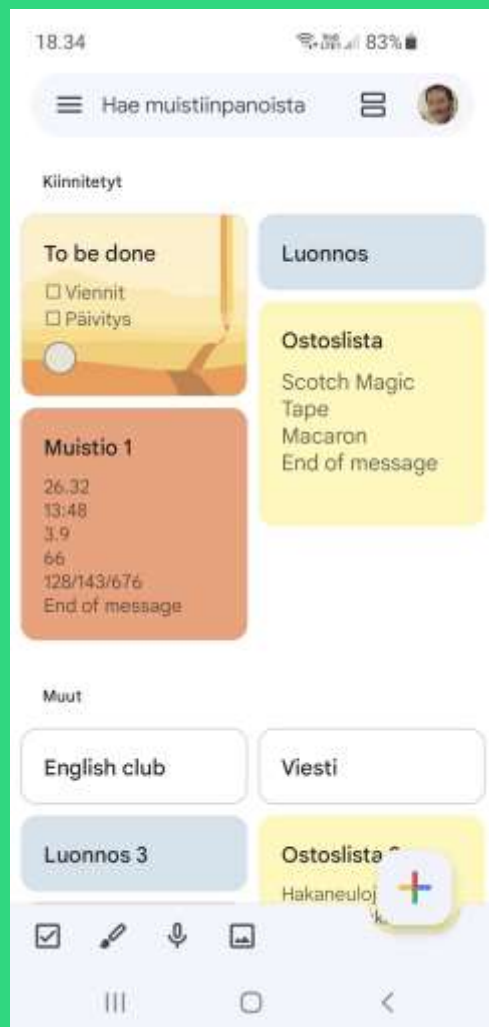 18.34
83%
Hae muistiinpanoista
Kiinnitetyt
To be done
Viennit
Päivitys
Luonnos
Ostoslista
Scotch Magic
Tape
Macaron
End of message
Muistio 1
26.32
13:48
3.9
66
128/143/676
End of message
Muut
English club
Viesti
Luonnos 3
Ostoslista
Hakaneuloj